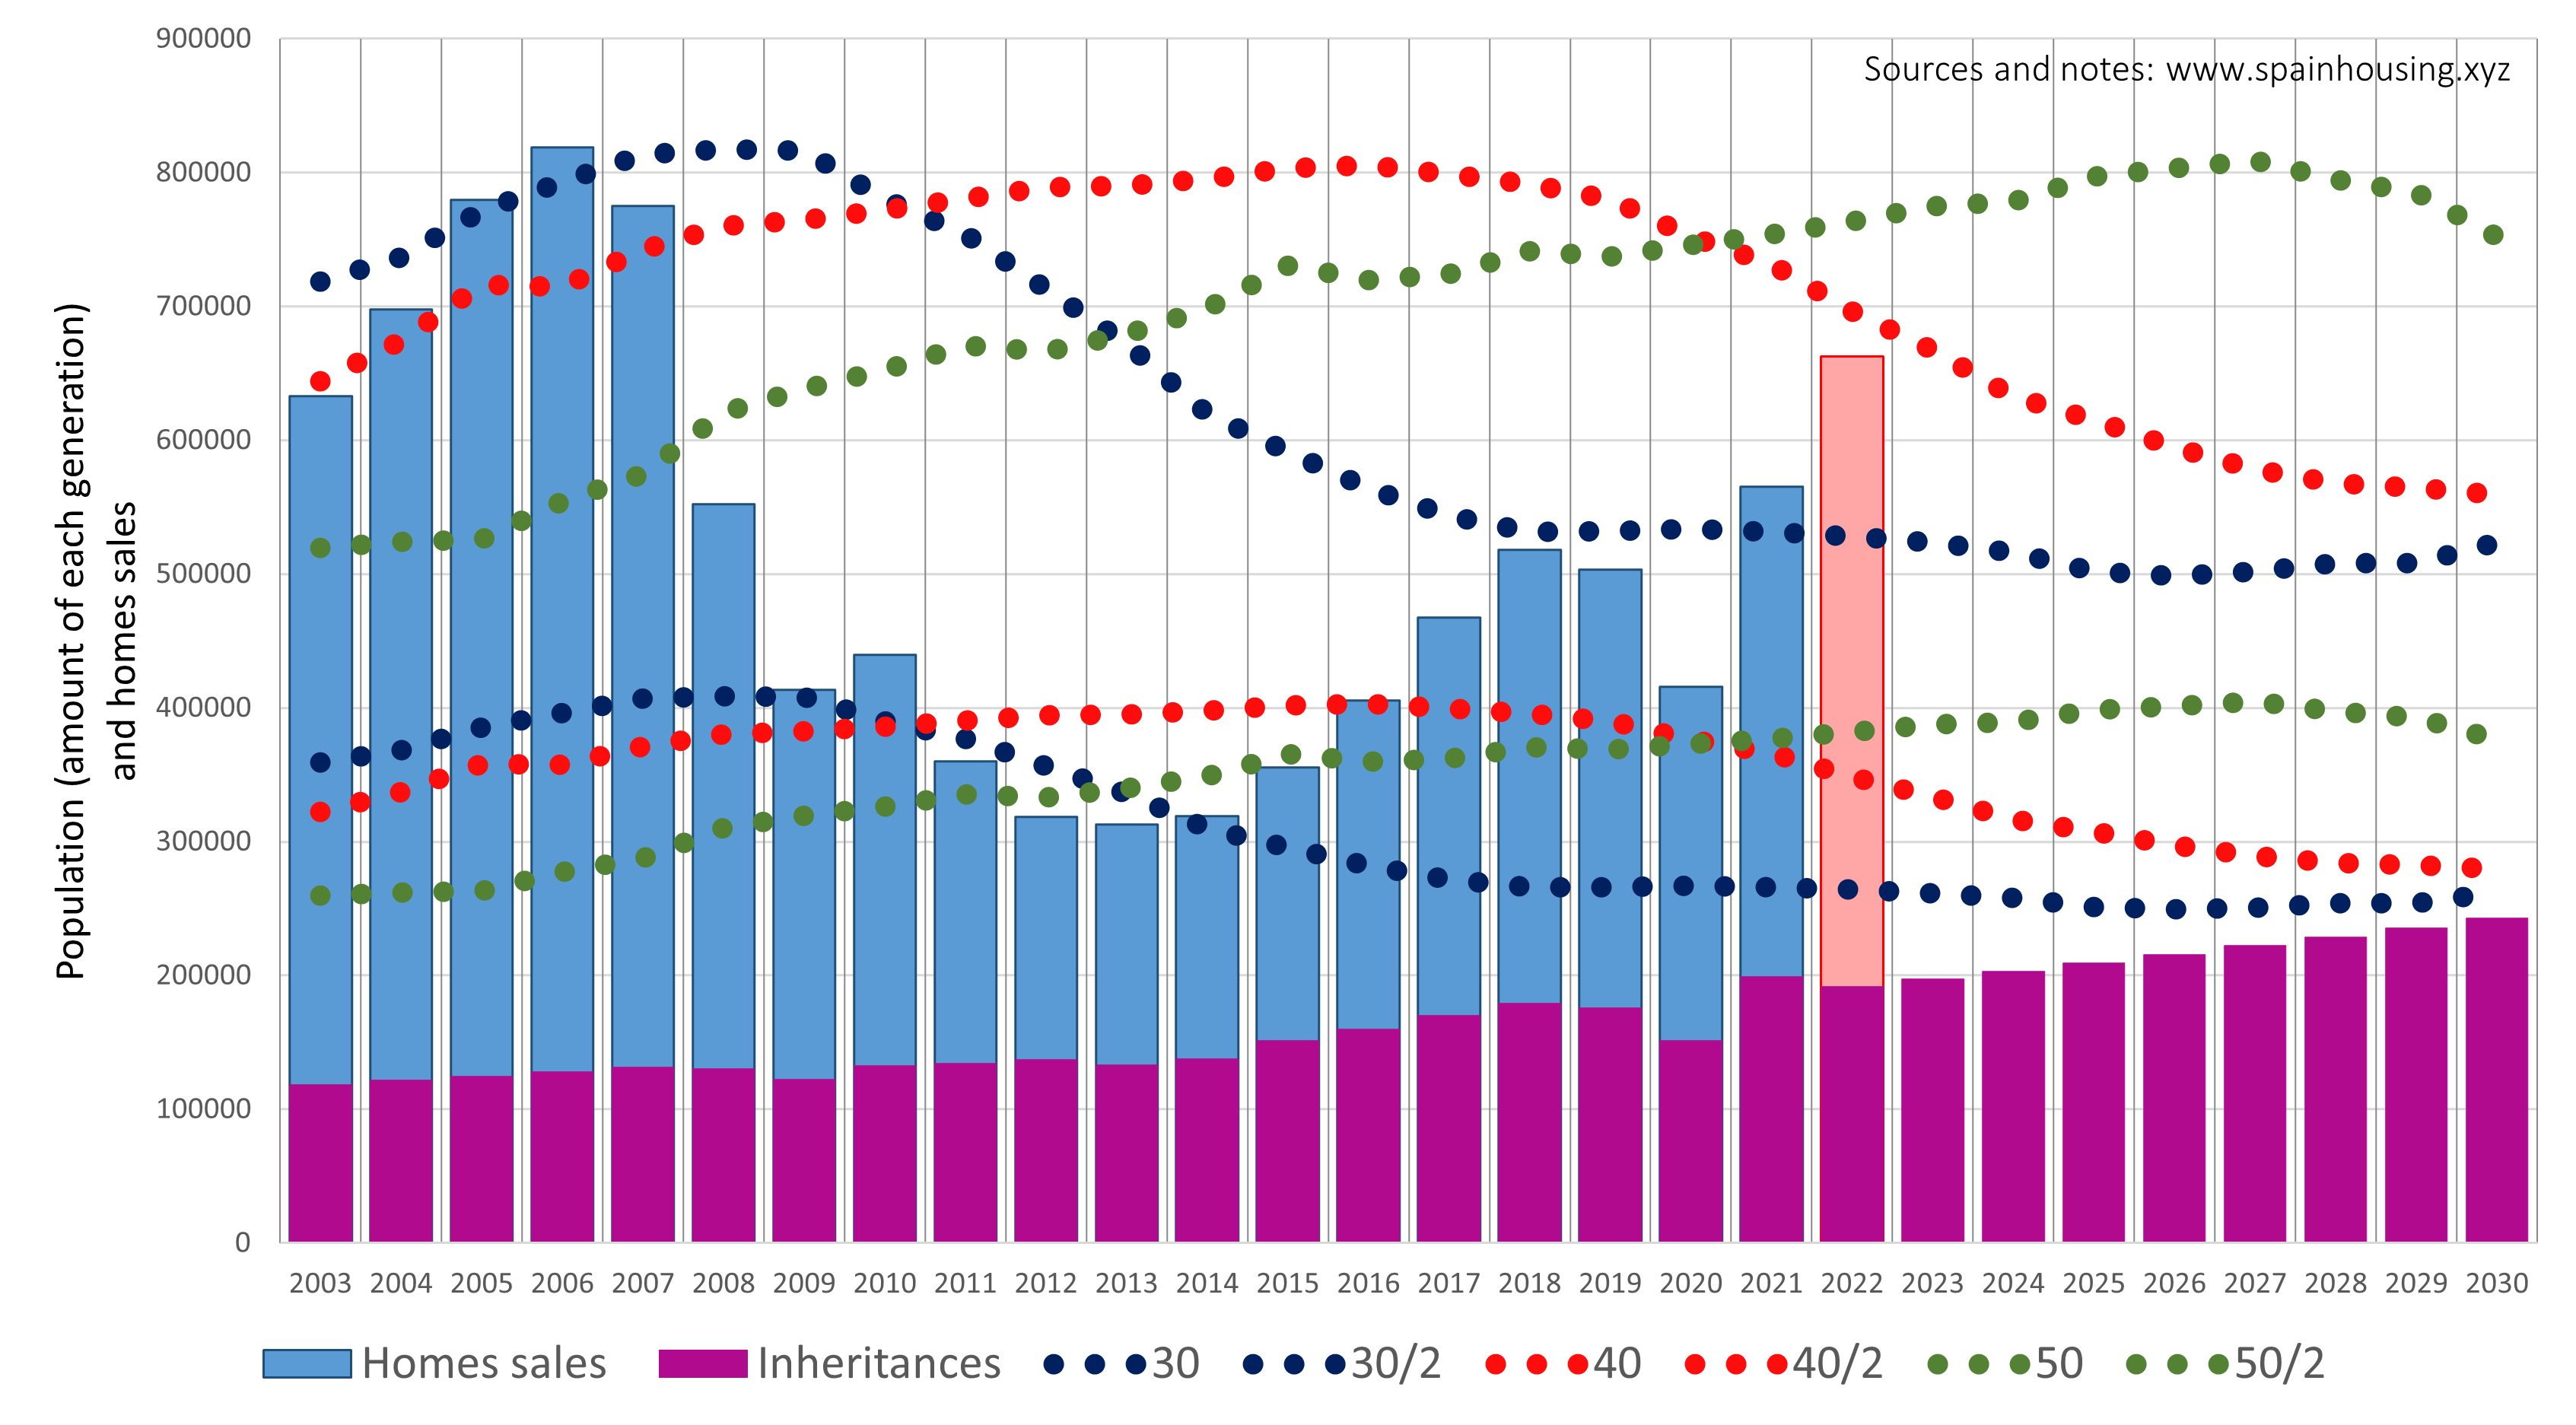 Sources and notes: www.spainhousing.xyz
Population (amount of each generation)
and homes sales
900000
800000
700000
600000
500000
400000
300000
200000
100000
0
2003 2004 2005 2006 2007 2008 2009 2010 2011 2012 2013 2014 2015 2016 2017 2018 2019 2020 2021 2022 2023 2024 2025 2026 2027 2028 2029 2030
Homes sales Inheritances 30 30/2 40 40/2 50 50/2